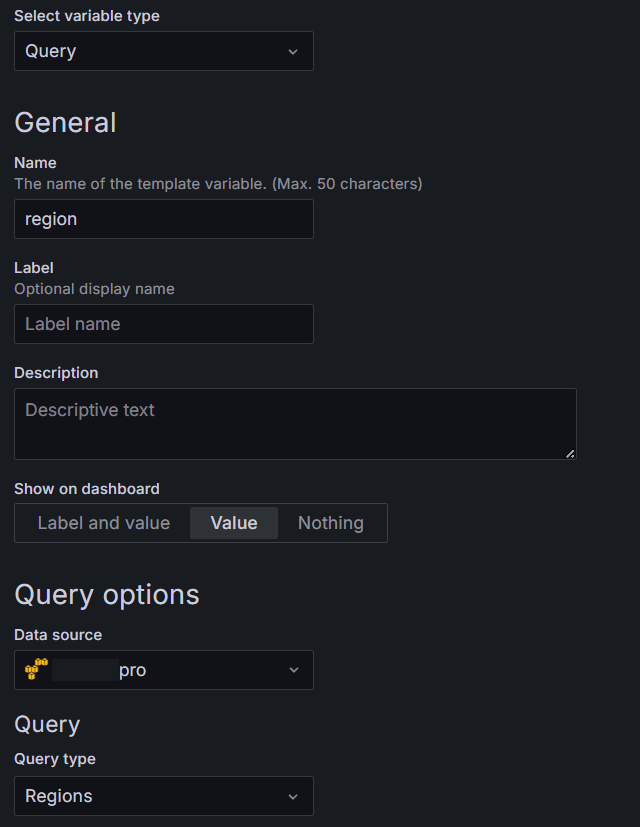 Select variable type
Query
General
Name
The name of the template variable. (Max. 50 characters)
region
Label
Optional display name
Label name
Description
Descriptive text
Show on dashboard
Label and value Value Nothing
Query options
Data source
pro
Query
Query type
Regions